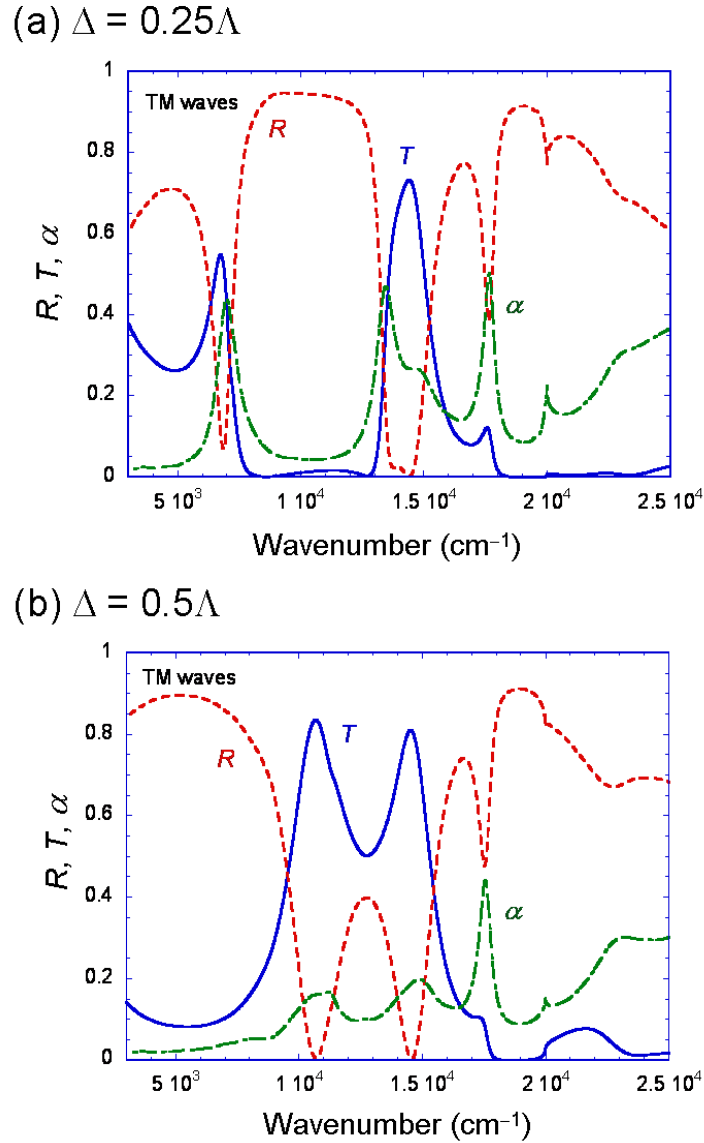 (a) Δ = 0.25Λ
1
TM waves
R
T
0.8
0.6
R, T, α
0.4
α
0.2
0
5 10³
1 10⁴
1.5 10⁴
2 10⁴
2.5 10⁴
Wavenumber (cm⁻¹)
(b) Δ = 0.5Λ
1
TM waves
0.8
R
T
0.6
R, T, α
0.4
α
0.2
0
5 10³
1 10⁴
1.5 10⁴
2 10⁴
2.5 10⁴
Wavenumber (cm⁻¹)